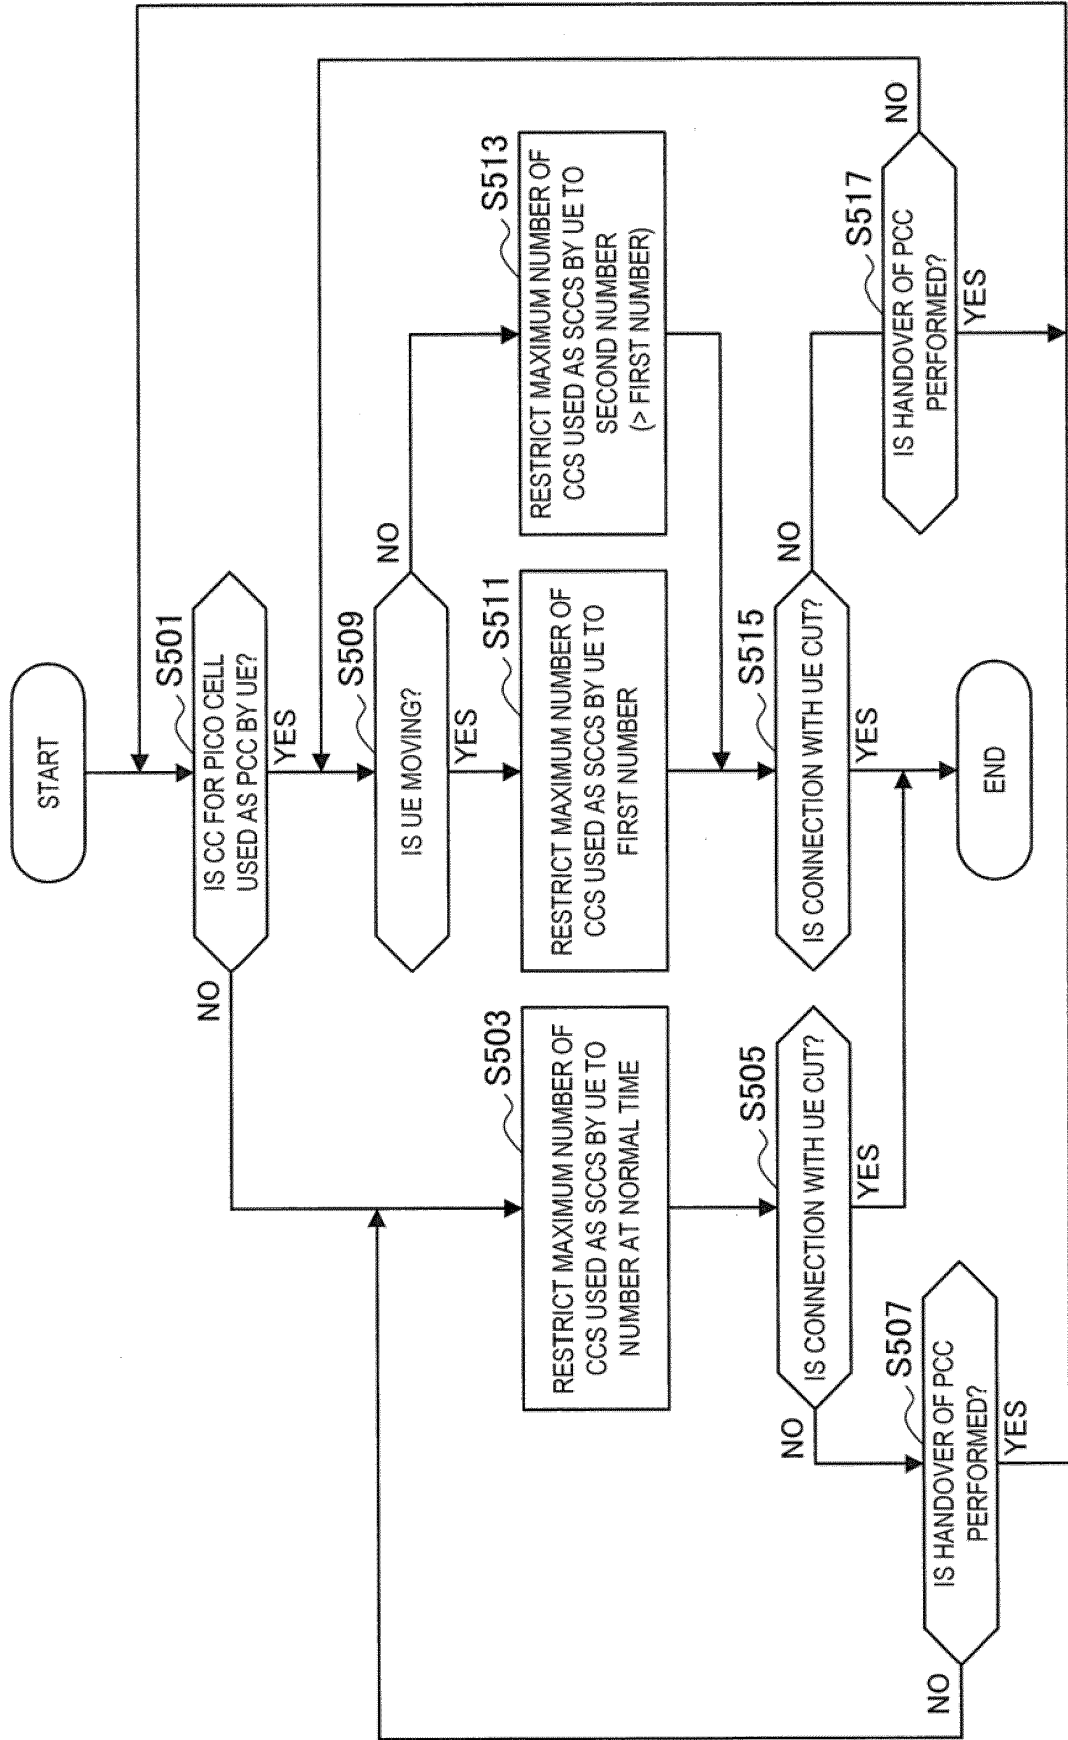 START
S501
IS CC FOR PICO CELL
USED AS PCC BY UE?
NO
YES
S509
IS UE MOVING?
NO
YES
S503
RESTRICT MAXIMUM NUMBER OF
CCS USED AS SCCS BY UE TO
NUMBER AT NORMAL TIME
S511
RESTRICT MAXIMUM NUMBER OF
CCS USED AS SCCS BY UE TO
FIRST NUMBER
S513
RESTRICT MAXIMUM NUMBER OF
CCS USED AS SCCS BY UE TO
SECOND NUMBER
(> FIRST NUMBER)
S505
IS CONNECTION WITH UE CUT?
NO
YES
S515
IS CONNECTION WITH UE CUT?
NO
YES
S507
IS HANDOVER OF PCC
PERFORMED?
NO
YES
S517
IS HANDOVER OF PCC
PERFORMED?
NO
YES
END